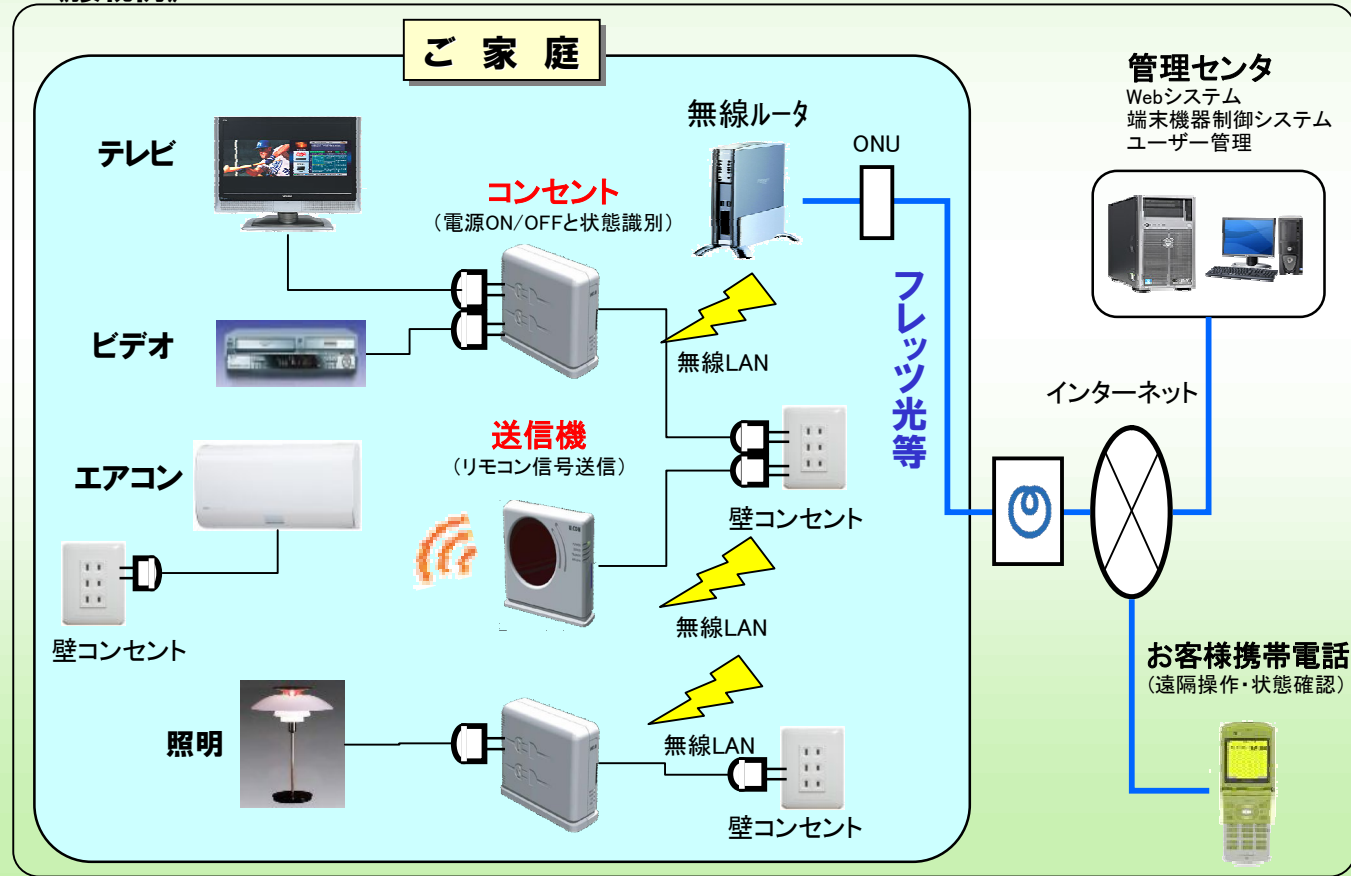 ご家庭
テレビ
ビデオ
エアコン
壁コンセント
照明
コンセント
(電源ON/OFFと状態識別)
送信機
(リモコン信号送信)
無線ルータ
ONU
無線LAN
壁コンセント
無線LAN
無線LAN
壁コンセント
フレッツ光等
管理センタ
Webシステム
端末機器制御システム
ユーザー管理
インターネット
お客様携帯電話
(遠隔操作・状態確認)